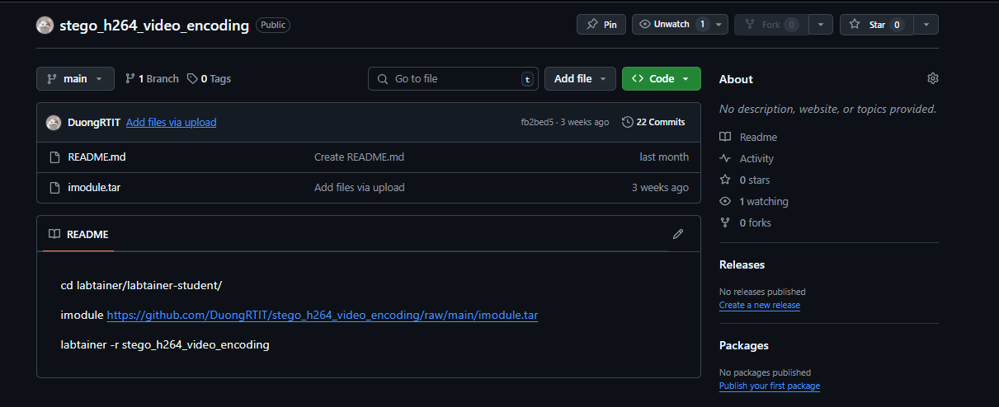 stego_h264_video_encoding Public Pin Unwatch 1 Fork 0 Star 0
main 1 Branch 0 Tags Go to file t Add file Code
DuongRTIT Add files via upload fb2bed5 · 3 weeks ago 22 Commits
README.md Create README.md last month
imodule.tar Add files via upload 3 weeks ago
README
cd labtainer/labtainer-student/
imodule https://github.com/DuongRTIT/stego_h264_video_encoding/raw/main/imodule.tar
labtainer -r stego_h264_video_encoding
About
No description, website, or topics provided.
Readme
Activity
0 stars
1 watching
0 forks
Releases
No releases published
Create a new release
Packages
No packages published
Publish your first package